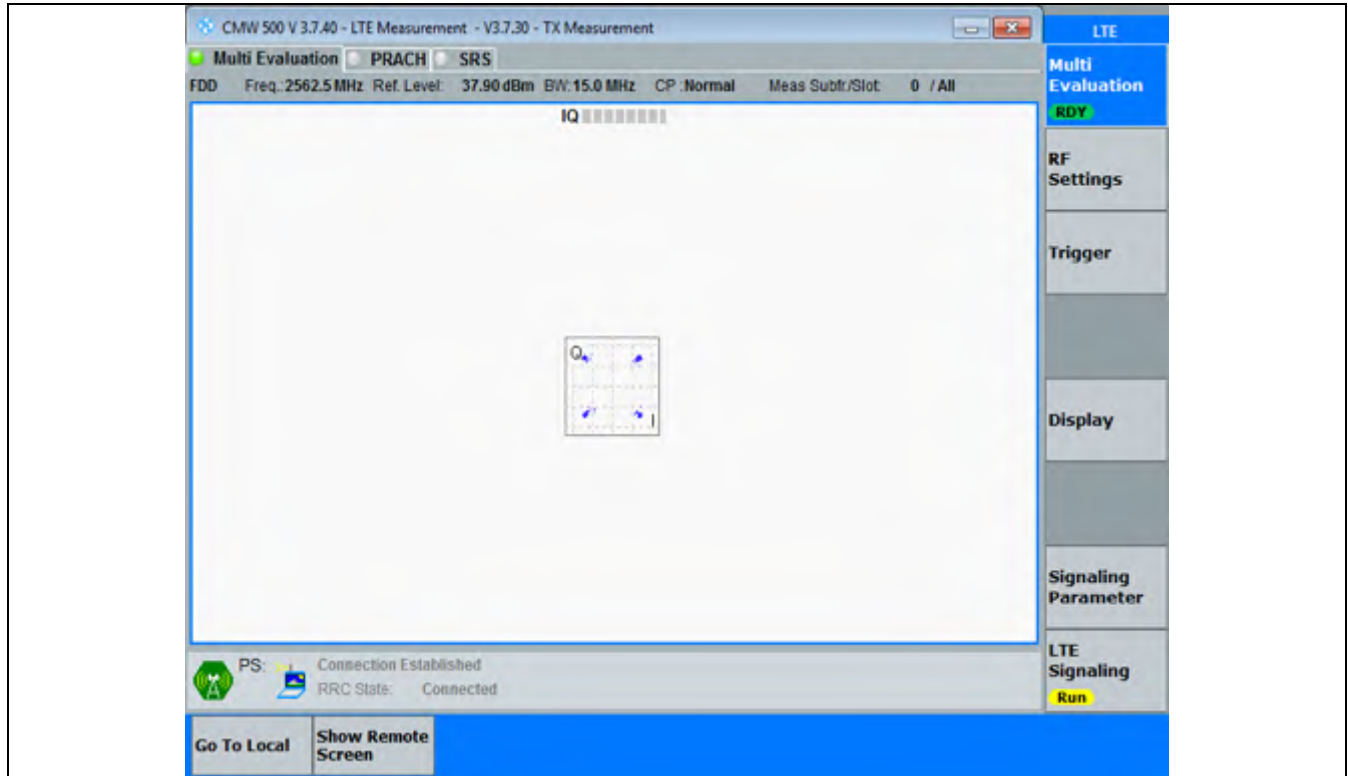 CMW 500 V 3.7.40 - LTE Measurement - V3.7.30 - TX Measurement
Multi Evaluation PRACH SRS
FDD Freq.:2562.5 MHz Ref. Level: 37.90 dBm BW:15.0 MHz CP :Normal Meas Subfr./Slot: 0 / All
IQ
Q
I
PS: Connection Established
RRC State: Connected
LTE
Multi
Evaluation
RDY
RF
Settings
Trigger
Display
Signaling
Parameter
LTE
Signaling
Run
Go To Local
Show Remote
Screen